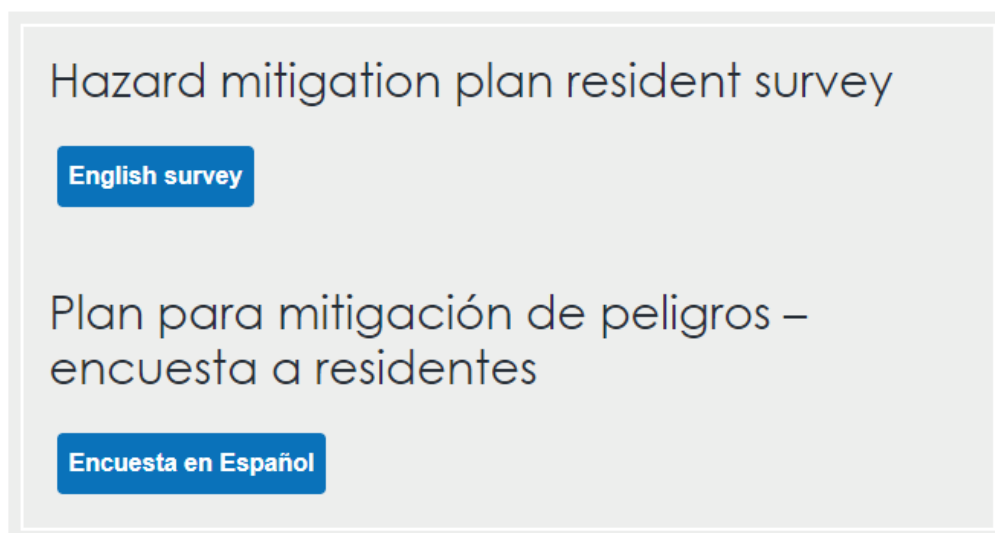 Hazard mitigation plan resident survey
English survey
Plan para mitigación de peligros –
encuesta a residentes
Encuesta en Español